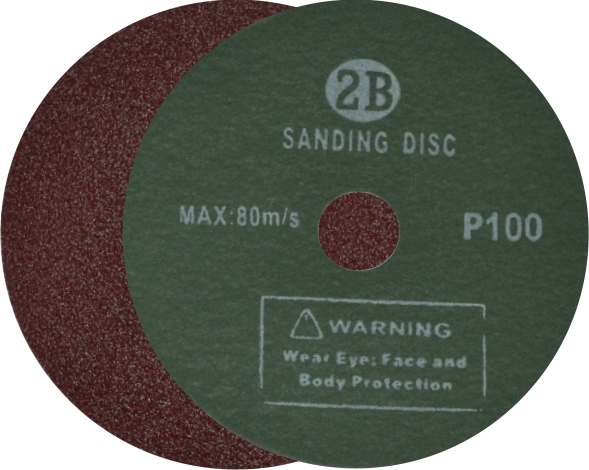 2B
SANDING DISC
MAX:80m/s
P100
WARNING
Wear Eye; Face and
Body Protection